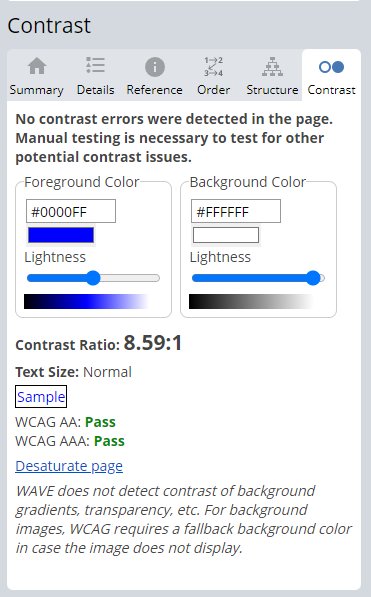 Contrast
Summary Details Reference Order Structure Contrast
No contrast errors were detected in the page.
Manual testing is necessary to test for other
potential contrast issues.
Foreground Color
#0000FF
Lightness
Background Color
#FFFFFF
Lightness
Contrast Ratio: 8.59:1
Text Size: Normal
Sample
WCAG AA: Pass
WCAG AAA: Pass
Desaturate page
WAVE does not detect contrast of background
gradients, transparency, etc. For background
images, WCAG requires a fallback background color
in case the image does not display.